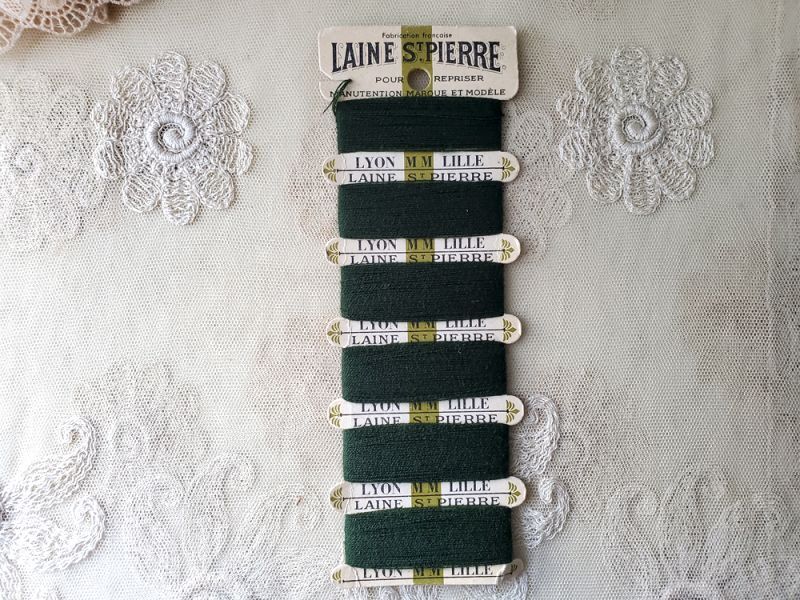 Fabrication française
LAINE ST PIERRE
POUR REPRISER
MANUTENTION MARQUE ET MODÈLE
LYON MM LILLE
LAINE ST PIERRE
LYON MM LILLE
LAINE ST PIERRE
LYON MM LILLE
LAINE ST PIERRE
LYON MM LILLE
LAINE ST PIERRE
LYON MM LILLE
LAINE ST PIERRE
LYON MM LILLE